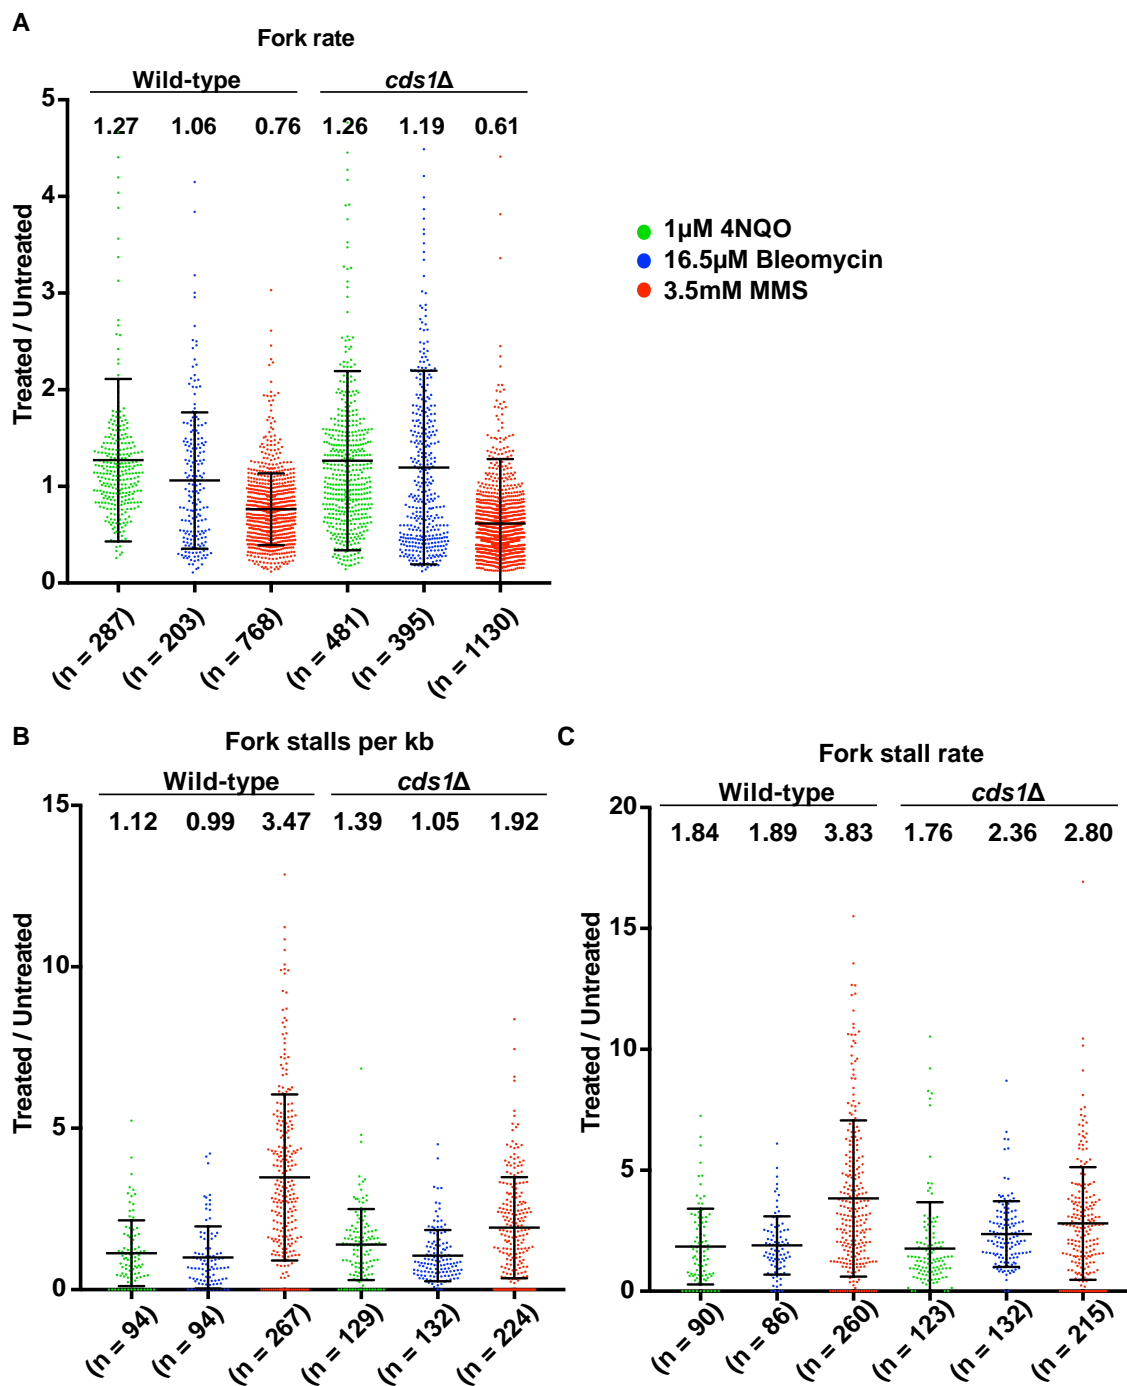 A
Fork rate
Wild-type cds1Δ
1.27 1.06 0.76 1.26 1.19 0.61
Treated / Untreated
5
4
3
2
1
0
(n = 287) (n = 203) (n = 768) (n = 481) (n = 395) (n = 1130)
1µM 4NQO
16.5µM Bleomycin
3.5mM MMS
B
Fork stalls per kb
Wild-type cds1Δ
1.12 0.99 3.47 1.39 1.05 1.92
Treated / Untreated
15
10
5
0
(n = 94) (n = 94) (n = 267) (n = 129) (n = 132) (n = 224)
C
Fork stall rate
Wild-type cds1Δ
1.84 1.89 3.83 1.76 2.36 2.80
Treated / Untreated
20
15
10
5
0
(n = 90) (n = 86) (n = 260) (n = 123) (n = 132) (n = 215)